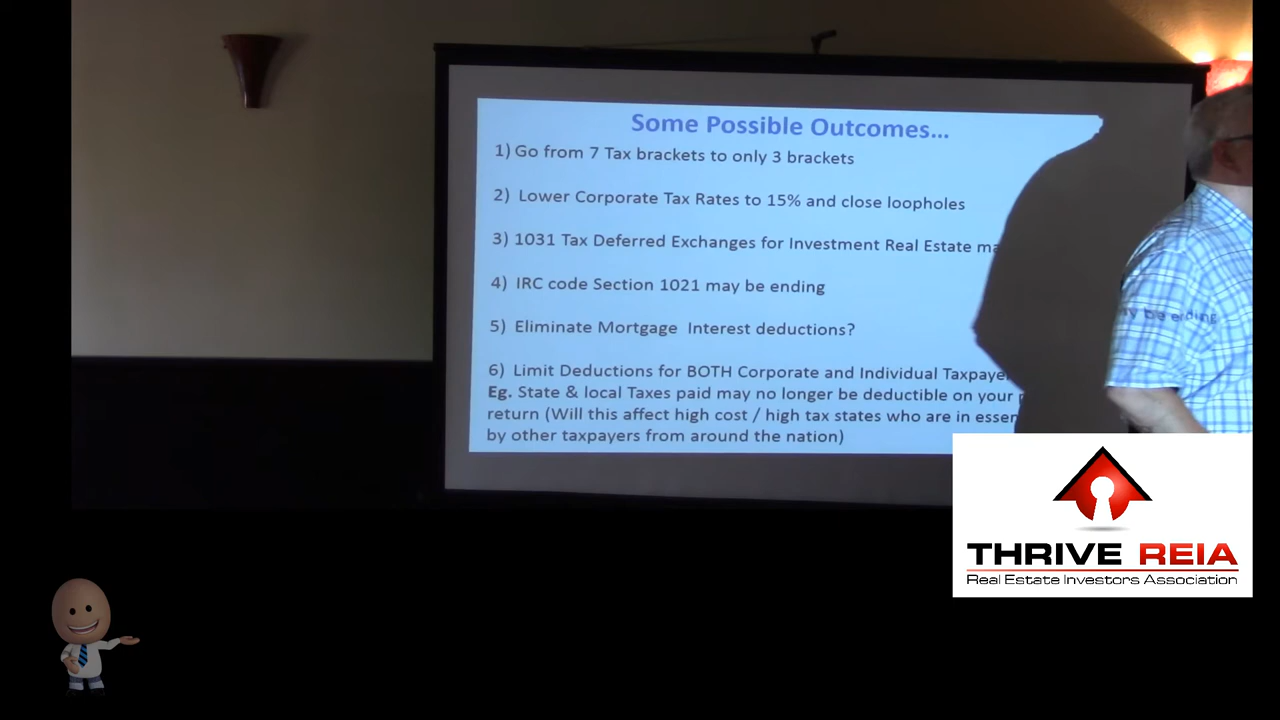 Some Possible Outcomes...
1) Go from 7 Tax brackets to only 3 brackets
2) Lower Corporate Tax Rates to 15% and close loopholes
3) 1031 Tax Deferred Exchanges for Investment Real Estate may be ending
4) IRC code Section 1021 may be ending
5) Eliminate Mortgage Interest deductions?
6) Limit Deductions for BOTH Corporate and Individual
Eg. State & local Taxes paid may no longer be deductible on your
return (Will this affect high cost / high tax states who are in
by other taxpayers from around the nation)
THRIVE REIA
Real Estate Investors Association